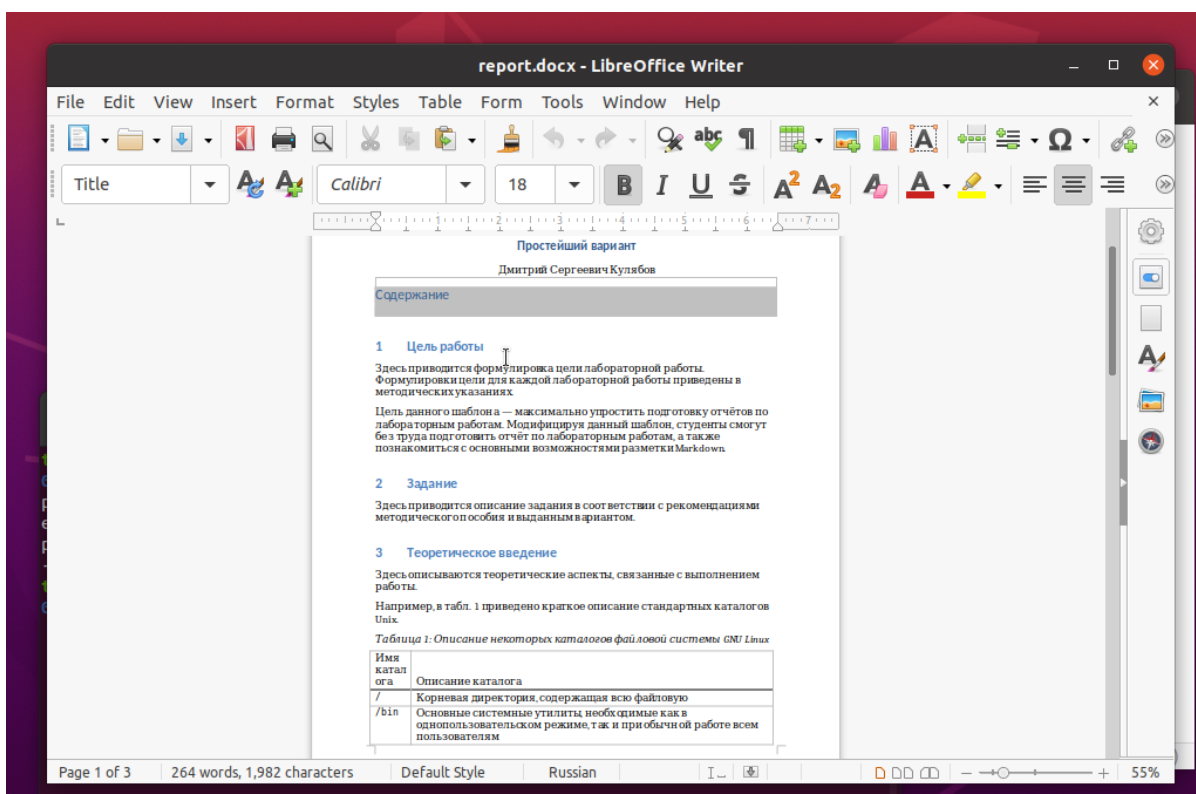 report.docx - LibreOffice Writer
File Edit View Insert Format Styles Table Form Tools Window Help
Title Calibri 18
1 2 3 4 5 6 7
Простейший вариант
Дмитрий Сергеевич Кулябов
Содержание
1 Цель работы
Здесь приводится формулировка цели лабораторной работы.
Формулировки цели для каждой лабораторной работы приведены в
методических указаниях.
Цель данного шаблона — максимально упростить подготовку отчётов по
лабораторным работам. Модифицируя данный шаблон, студенты смогут
без труда подготовить отчёт по лабораторным работам, а также
познакомиться с основными возможностями разметки Markdown.
2 Задание
Здесь приводится описание задания в соответствии с рекомендациями
методического пособия и выданным вариантом.
3 Теоретическое введение
Здесь описываются теоретические аспекты, связанные с выполнением
работы.
Например, в табл. 1 приведено краткое описание стандартных каталогов
Unix.
Таблица 1: Описание некоторых каталогов файловой системы GNU Linux
Имя
катал
ога Описание каталога
/ Корневая директория, содержащая всю файловую
/bin Основные системные утилиты, необходимые как в
однопользовательском режиме, так и при обычной работе всем
пользователям
Page 1 of 3 264 words, 1,982 characters Default Style Russian 55%